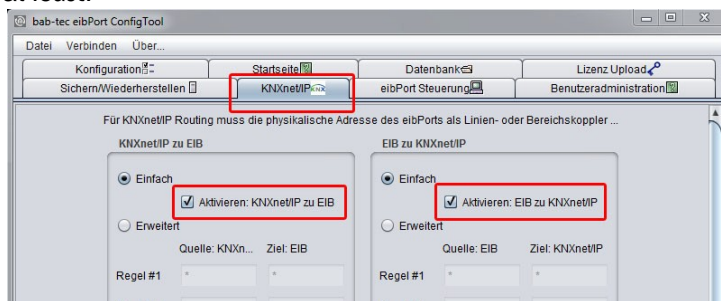 bab-tec eibPort ConfigTool
Datei Verbinden Über...
Konfiguration Startseite Datenbank Lizenz Upload
Sichern/Wiederherstellen KNXnet/IP KNX eibPort Steuerung Benutzeradministration
Für KNXnet/IP Routing muss die physikalische Adresse des eibPorts als Linien- oder Bereichskoppler ...
KNXnet/IP zu EIB EIB zu KNXnet/IP
Einfach Einfach
Aktivieren: KNXnet/IP zu EIB Aktivieren: EIB zu KNXnet/IP
Erweitert Erweitert
Quelle: KNXn... Ziel: EIB Quelle: EIB Ziel: KNXnet/IP
Regel #1 * * Regel #1 * *